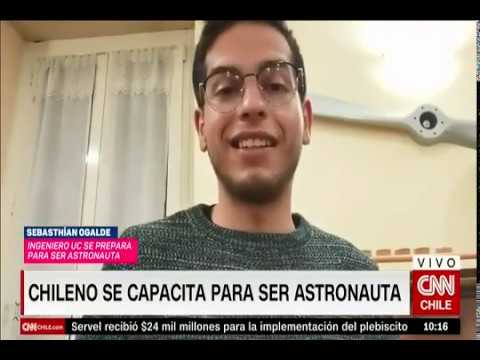 SEBASTHÍAN OGALDE
INGENIERO UC SE PREPARA
PARA SER ASTRONAUTA
VIVO
CHILENO SE CAPACITA PARA SER ASTRONAUTA
CNN
CHILE
CNNCHILE.COM
Servel recibió $24 mil millones para la implementación del plebiscito
10:16